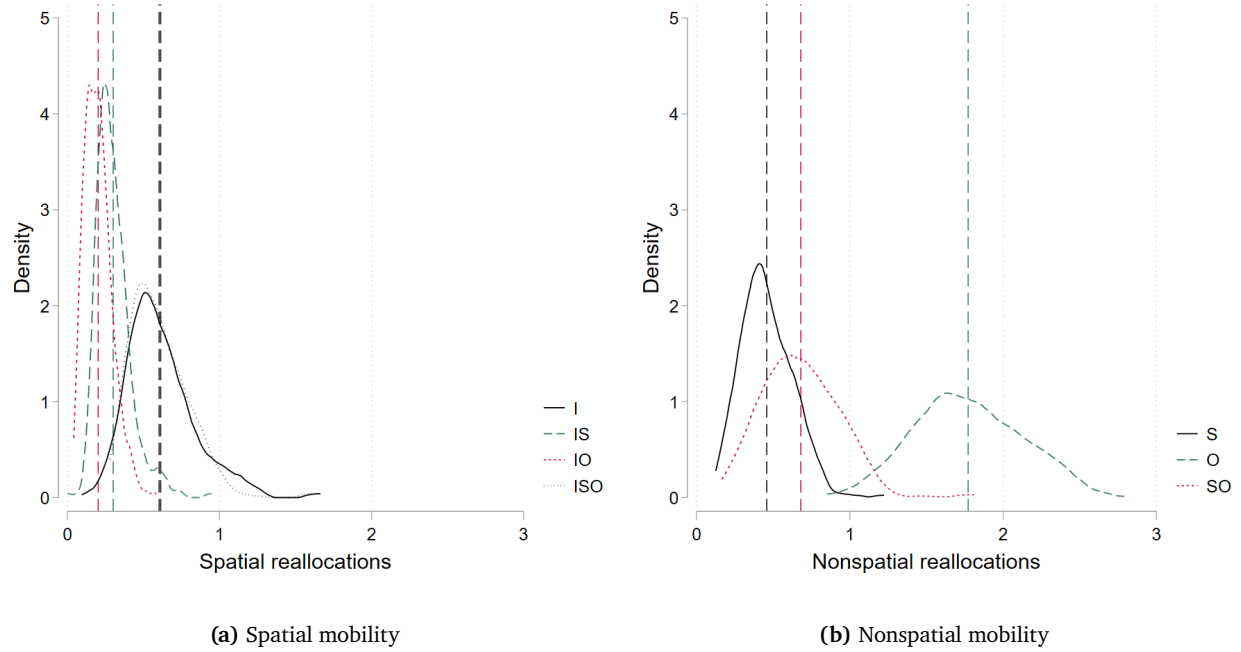 5
4
3
2
1
0
Density
0
1
2
3
Spatial reallocations
I
IS
IO
ISO
(a) Spatial mobility
5
4
3
2
1
0
Density
0
1
2
3
Nonspatial reallocations
S
O
SO
(b) Nonspatial mobility